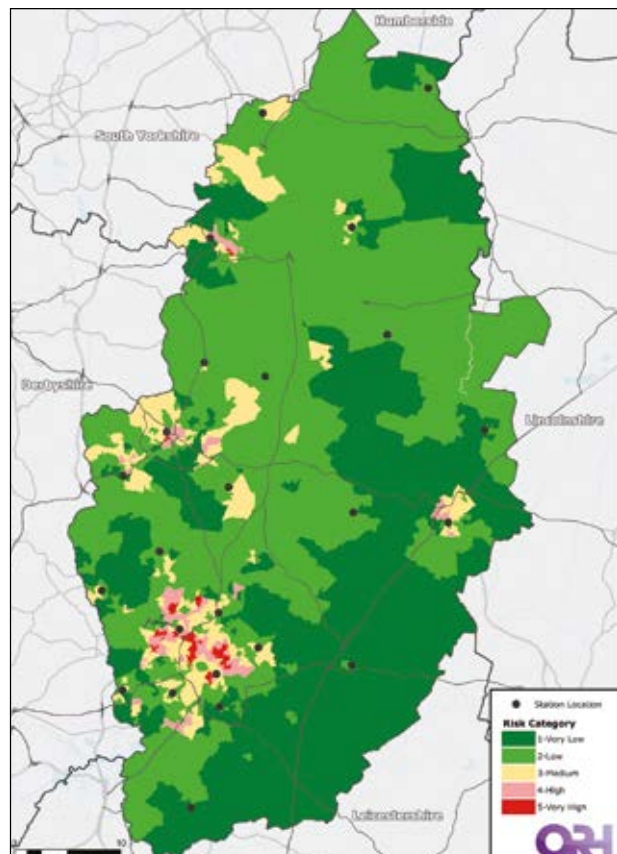 Humberside
South Yorkshire
Derbyshire
Lincolnshire
Leicestershire
Station Location
Risk Category
1-Very Low
2-Low
3-Medium
4-High
5-Very High
10
ORH